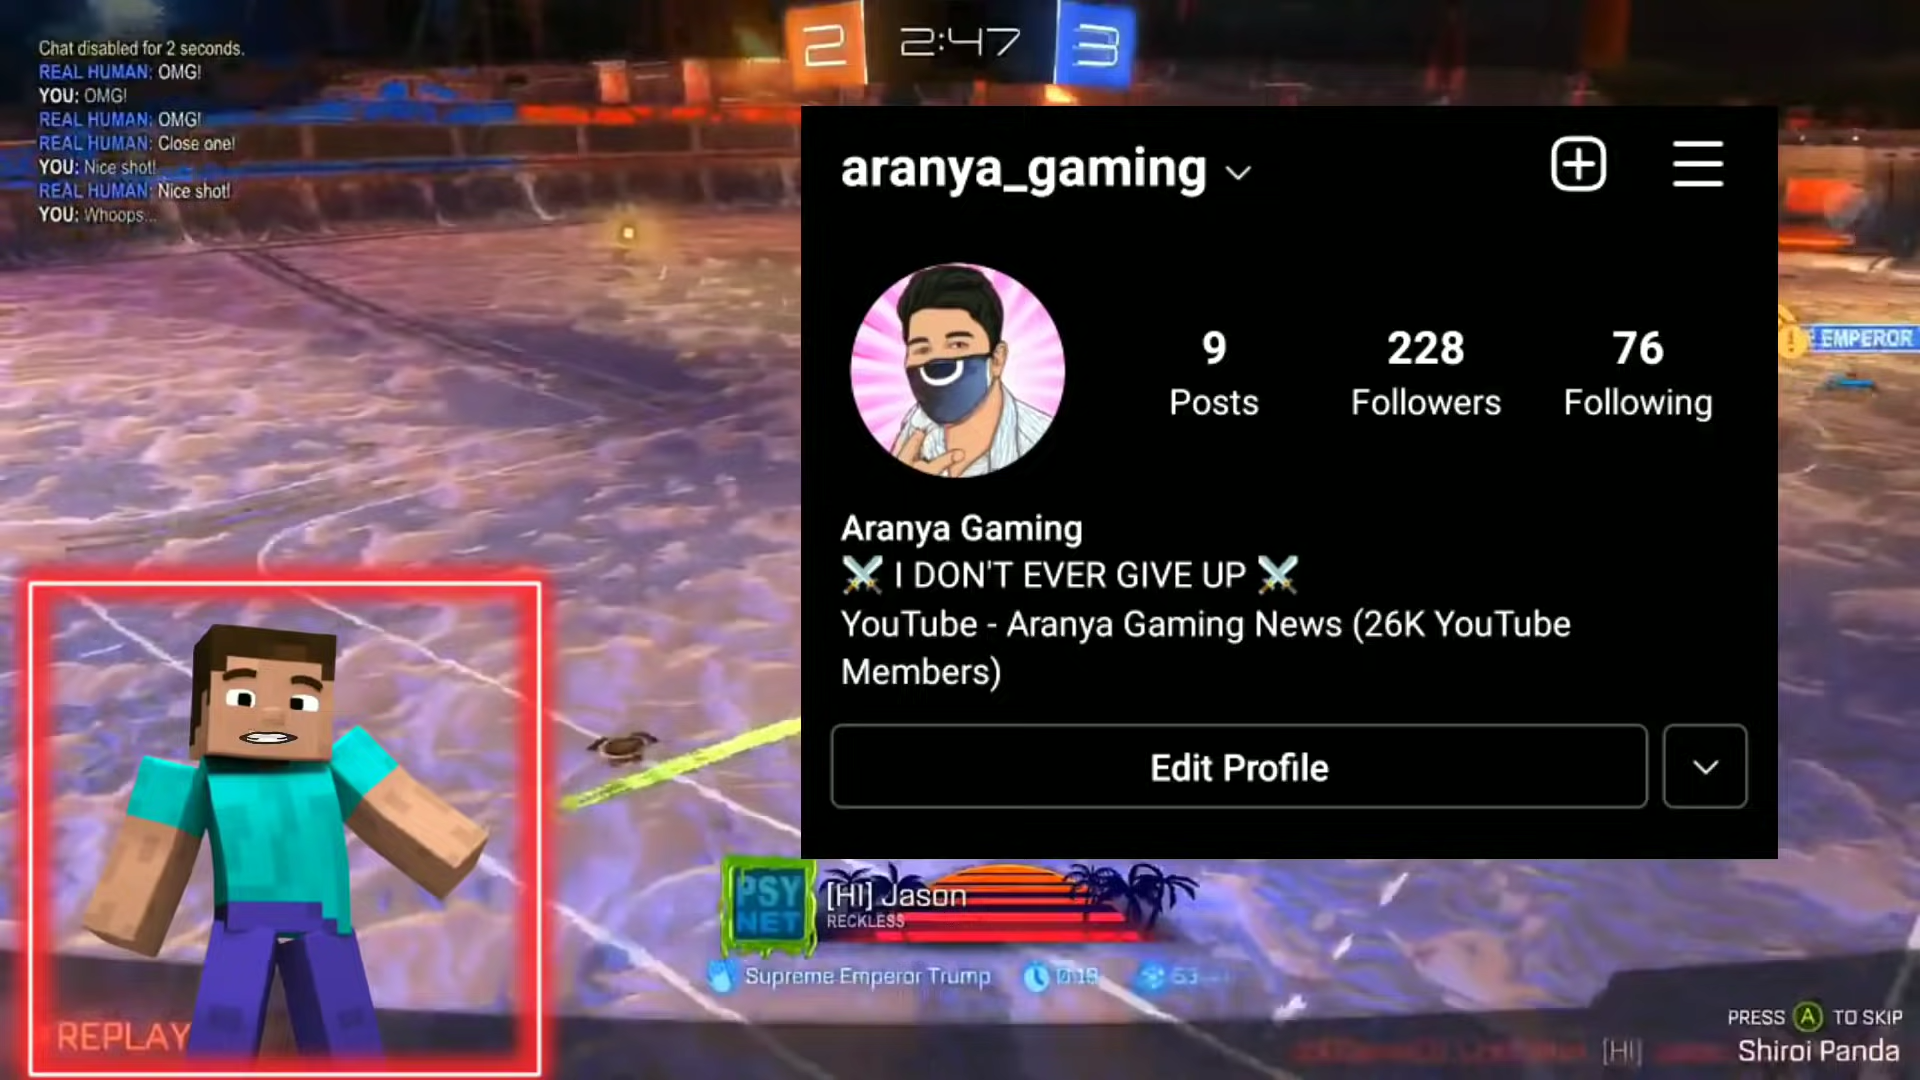 2 2:47 3
Chat disabled for 2 seconds.
REAL HUMAN: OMG!
YOU: OMG!
REAL HUMAN: OMG!
REAL HUMAN: Close one!
YOU: Nice shot!
REAL HUMAN: Nice shot!
YOU: Whoops...
aranya_gaming
9 228 76
Posts Followers Following
EMPEROR
Aranya Gaming
⚔️ I DON'T EVER GIVE UP ⚔️
YouTube - Aranya Gaming News (26K YouTube
Members)
Edit Profile
PSY
NET
[HI] Jason
RECKLESS
Supreme Emperor Trump 0:18 53
REPLAY
PRESS A TO SKIP
[HI] Shiroi Panda